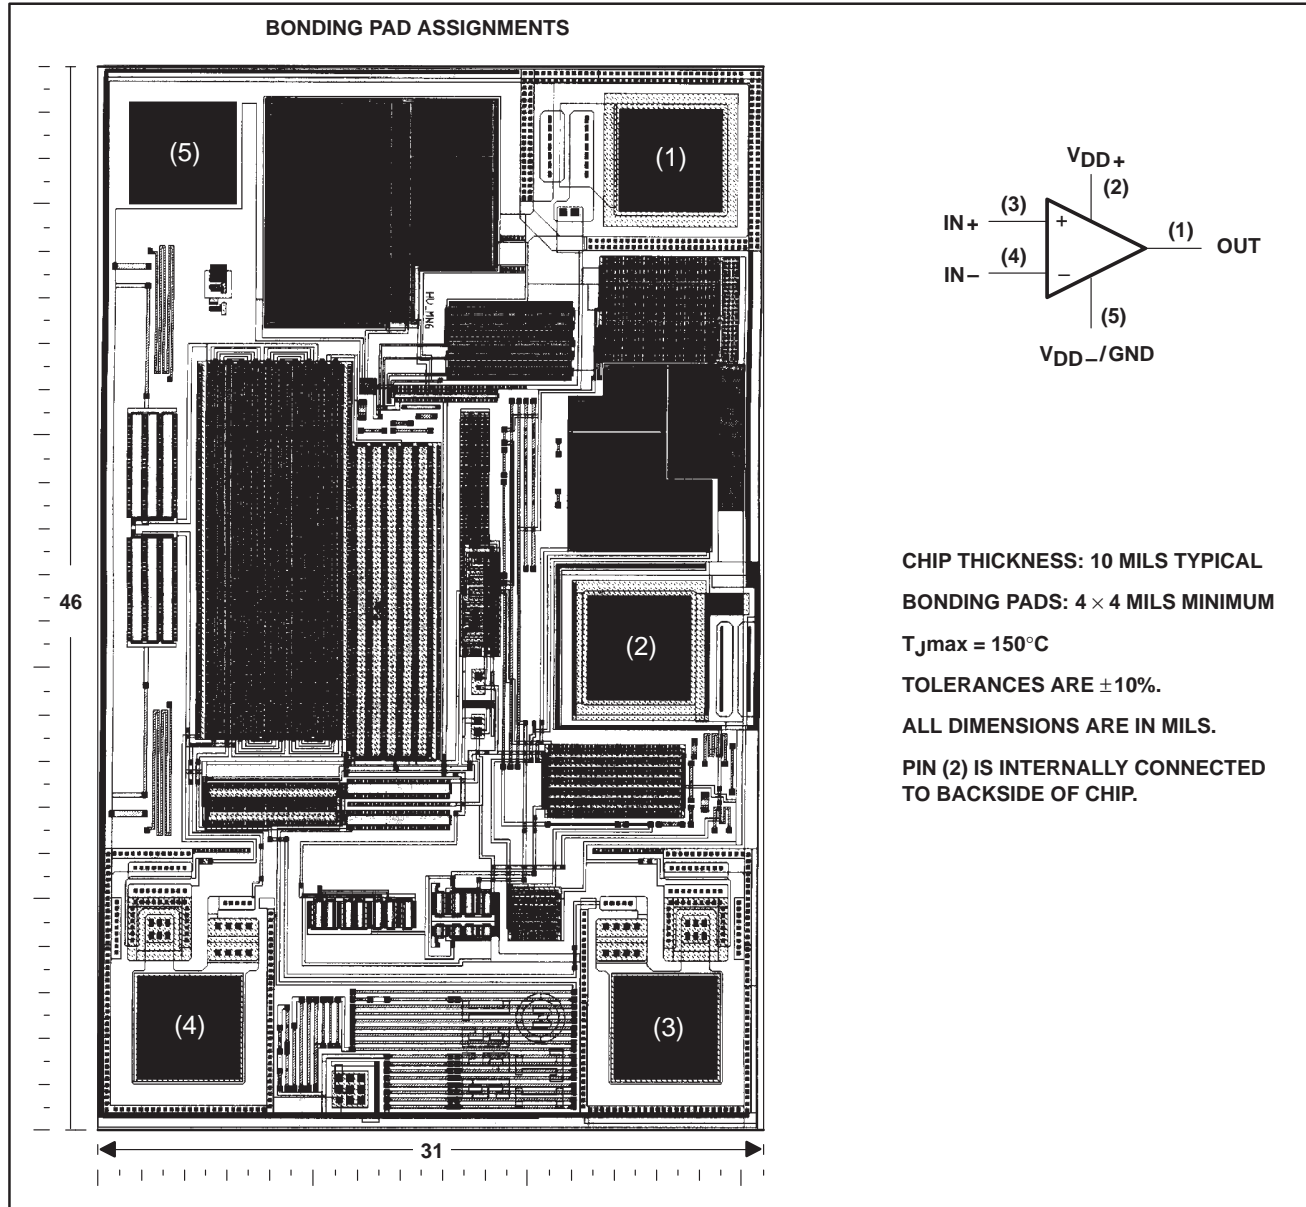 BONDING PAD ASSIGNMENTS
(5)
(1)
HU_MNG
46
(2)
(4)
(3)
31
VDD+
(2)
IN+
(3)
+
(1)
OUT
IN−
(4)
−
(5)
VDD−/GND
CHIP THICKNESS: 10 MILS TYPICAL
BONDING PADS: 4 × 4 MILS MINIMUM
TJmax = 150°C
TOLERANCES ARE ±10%.
ALL DIMENSIONS ARE IN MILS.
PIN (2) IS INTERNALLY CONNECTED
TO BACKSIDE OF CHIP.